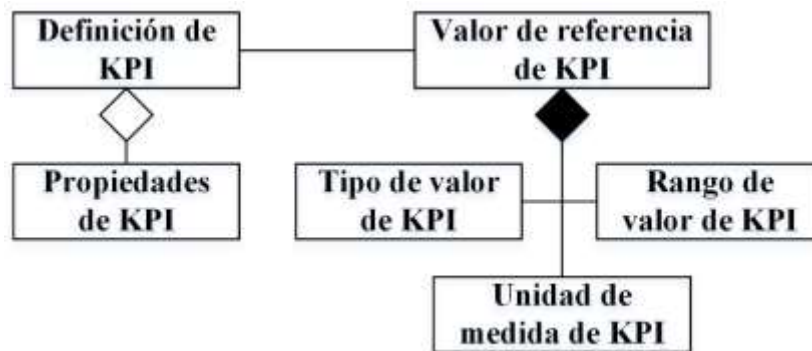 Definición de
KPI
Valor de referencia
de KPI
Propiedades
de KPI
Tipo de valor
de KPI
Rango de
valor de KPI
Unidad de
medida de KPI